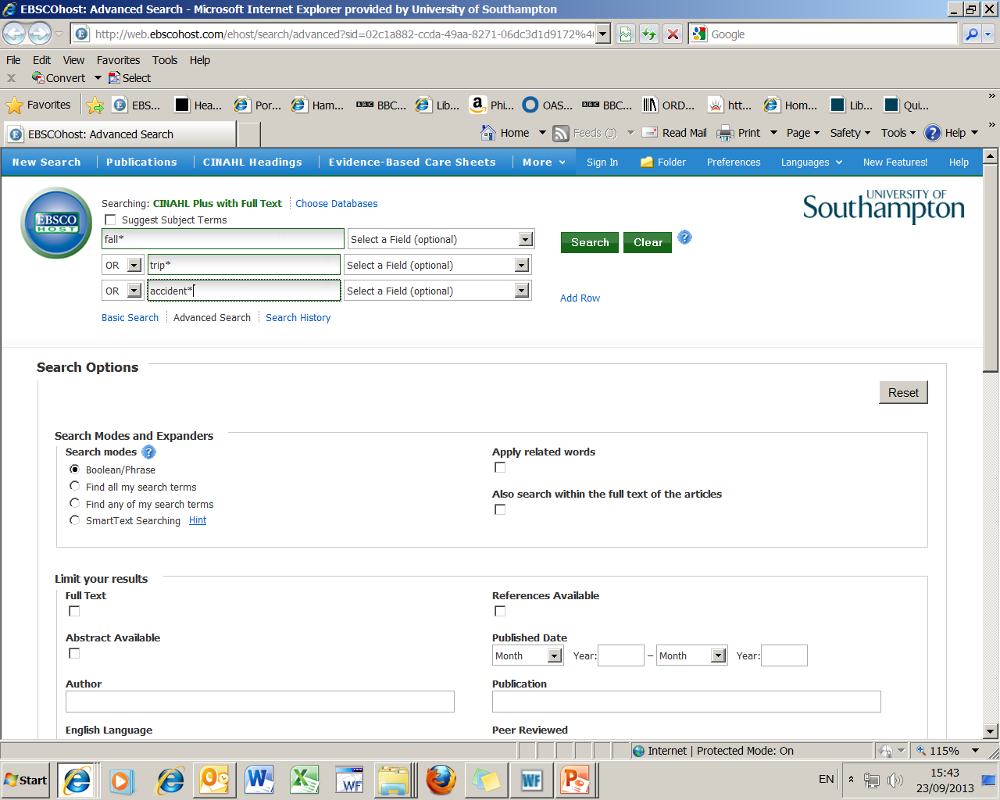 EBSCOhost: Advanced Search - Microsoft Internet Explorer provided by University of Southampton
http://web.ebscohost.com/ehost/search/advanced?sid=02c1a882-ccda-49aa-8271-06dc3d1d9172%4
Google
File Edit View Favorites Tools Help
x Convert Select
Favorites EBS... Hea... Por... Ham... BBC BBC... Lib... Phi... OAS... BBC BBC... ORD... htt... Hom... Lib... Qui... »
EBSCOhost: Advanced Search Home Feeds (J) Read Mail Print Page Safety Tools Help »
New Search Publications CINAHL Headings Evidence-Based Care Sheets More Sign In Folder Preferences Languages New Features! Help
EBSCO
HOST
Searching: CINAHL Plus with Full Text Choose Databases
UNIVERSITY OF
Southampton
Suggest Subject Terms
fall* Select a Field (optional) Search Clear ?
OR trip* Select a Field (optional)
OR accident* Select a Field (optional) Add Row
Basic Search Advanced Search Search History
Search Options
Reset
Search Modes and Expanders
Search modes ? Apply related words
Boolean/Phrase
Find all my search terms Also search within the full text of the articles
Find any of my search terms
SmartText Searching Hint
Limit your results
Full Text References Available
Abstract Available Published Date
Month Year: – Month Year:
Author Publication
English Language Peer Reviewed
Internet | Protected Mode: On 115%
Start WF WF EN 15:43
23/09/2013